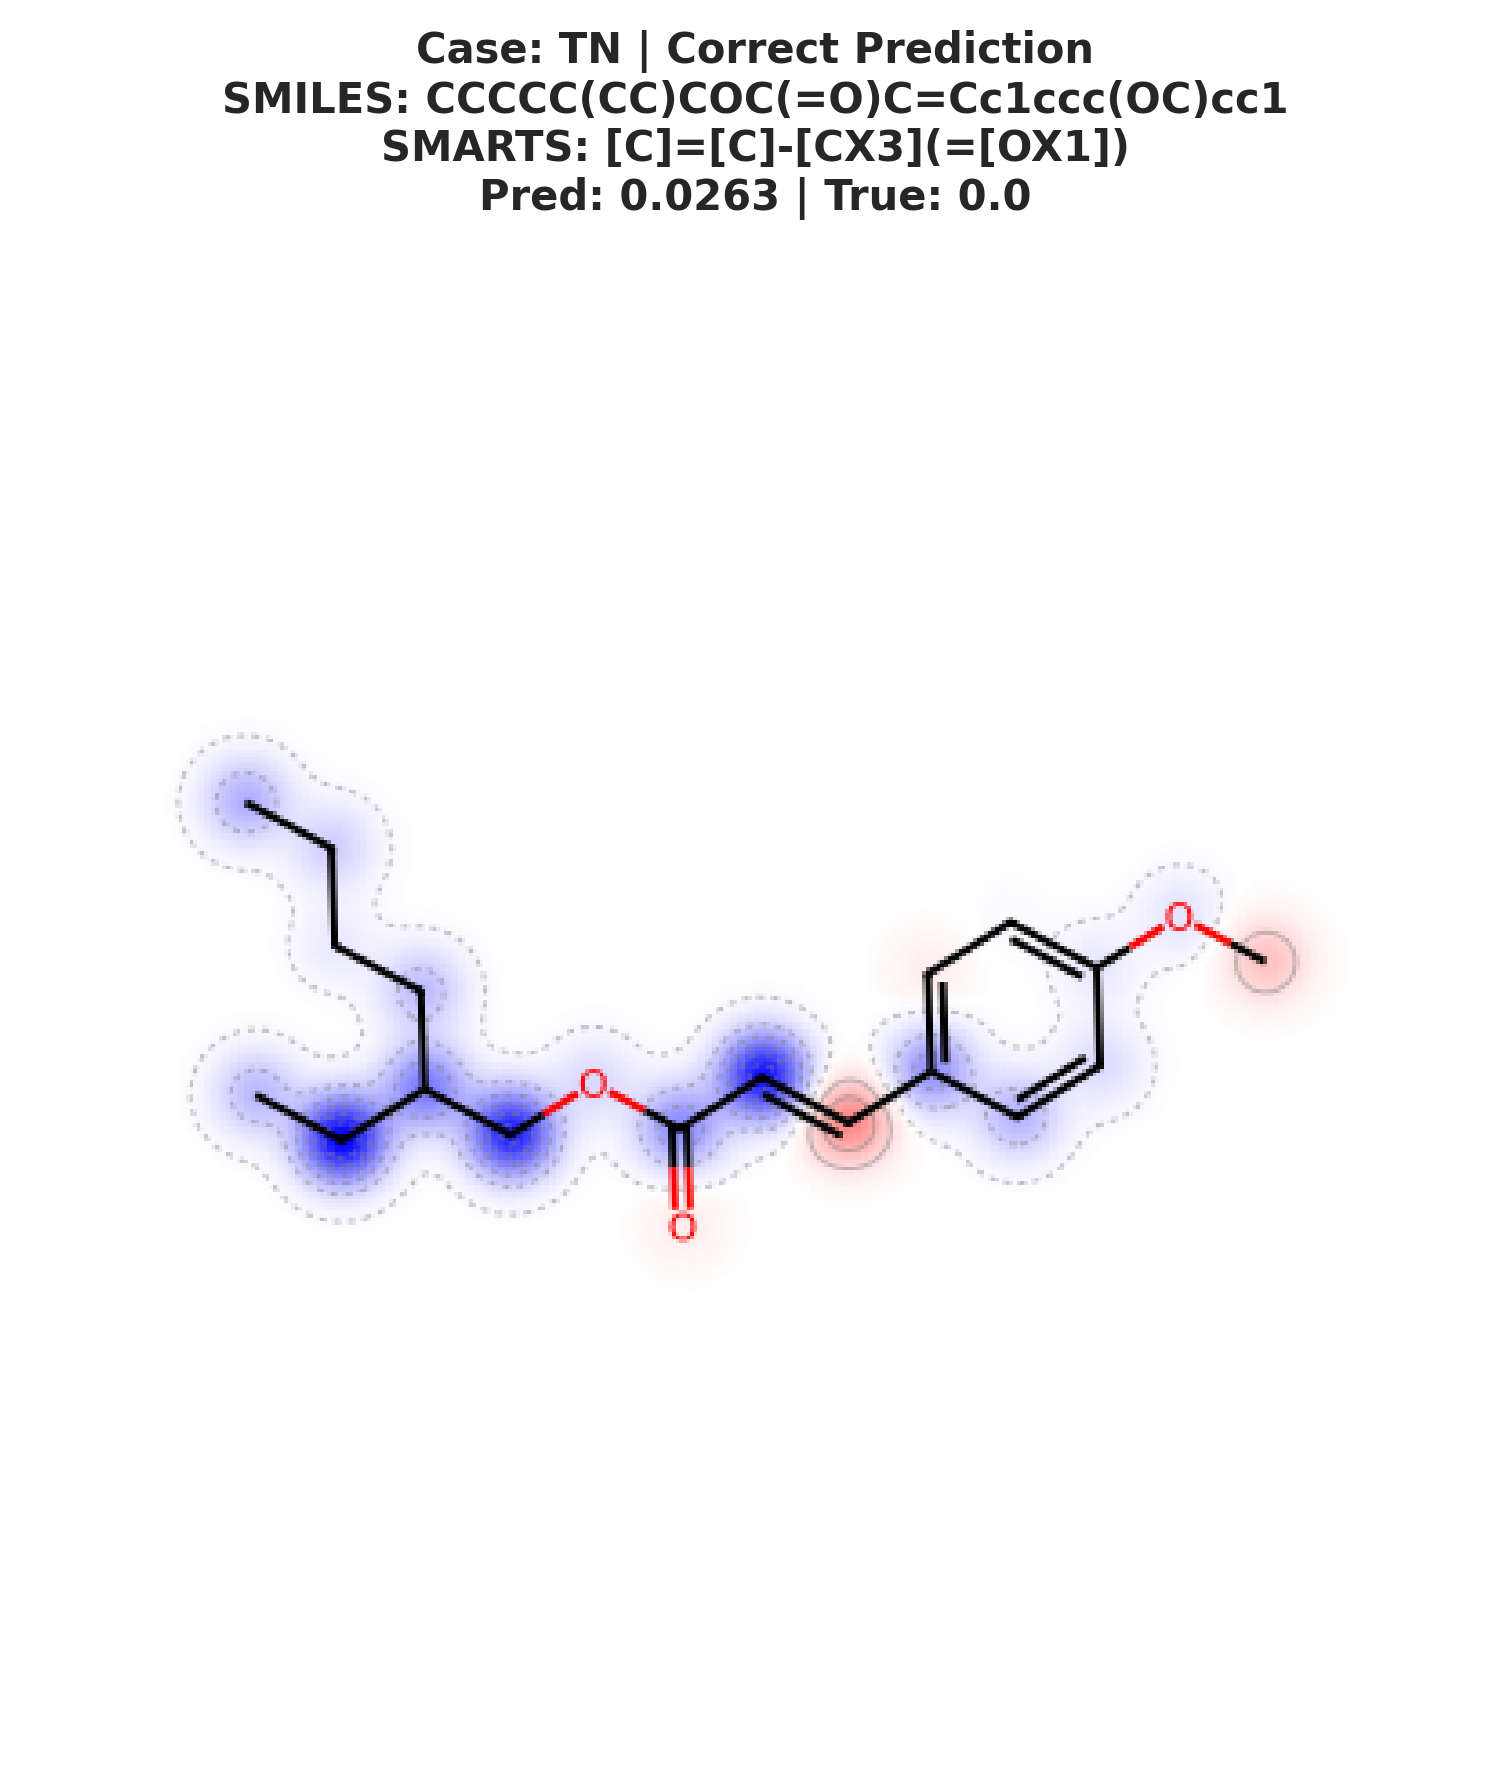 Case: TN | Correct Prediction
SMILES: CCCCC(CC)COC(=O)C=Cc1ccc(OC)cc1
SMARTS: [C]=[C]-[CX3](=[OX1])
Pred: 0.0263 | True: 0.0
O
O
O